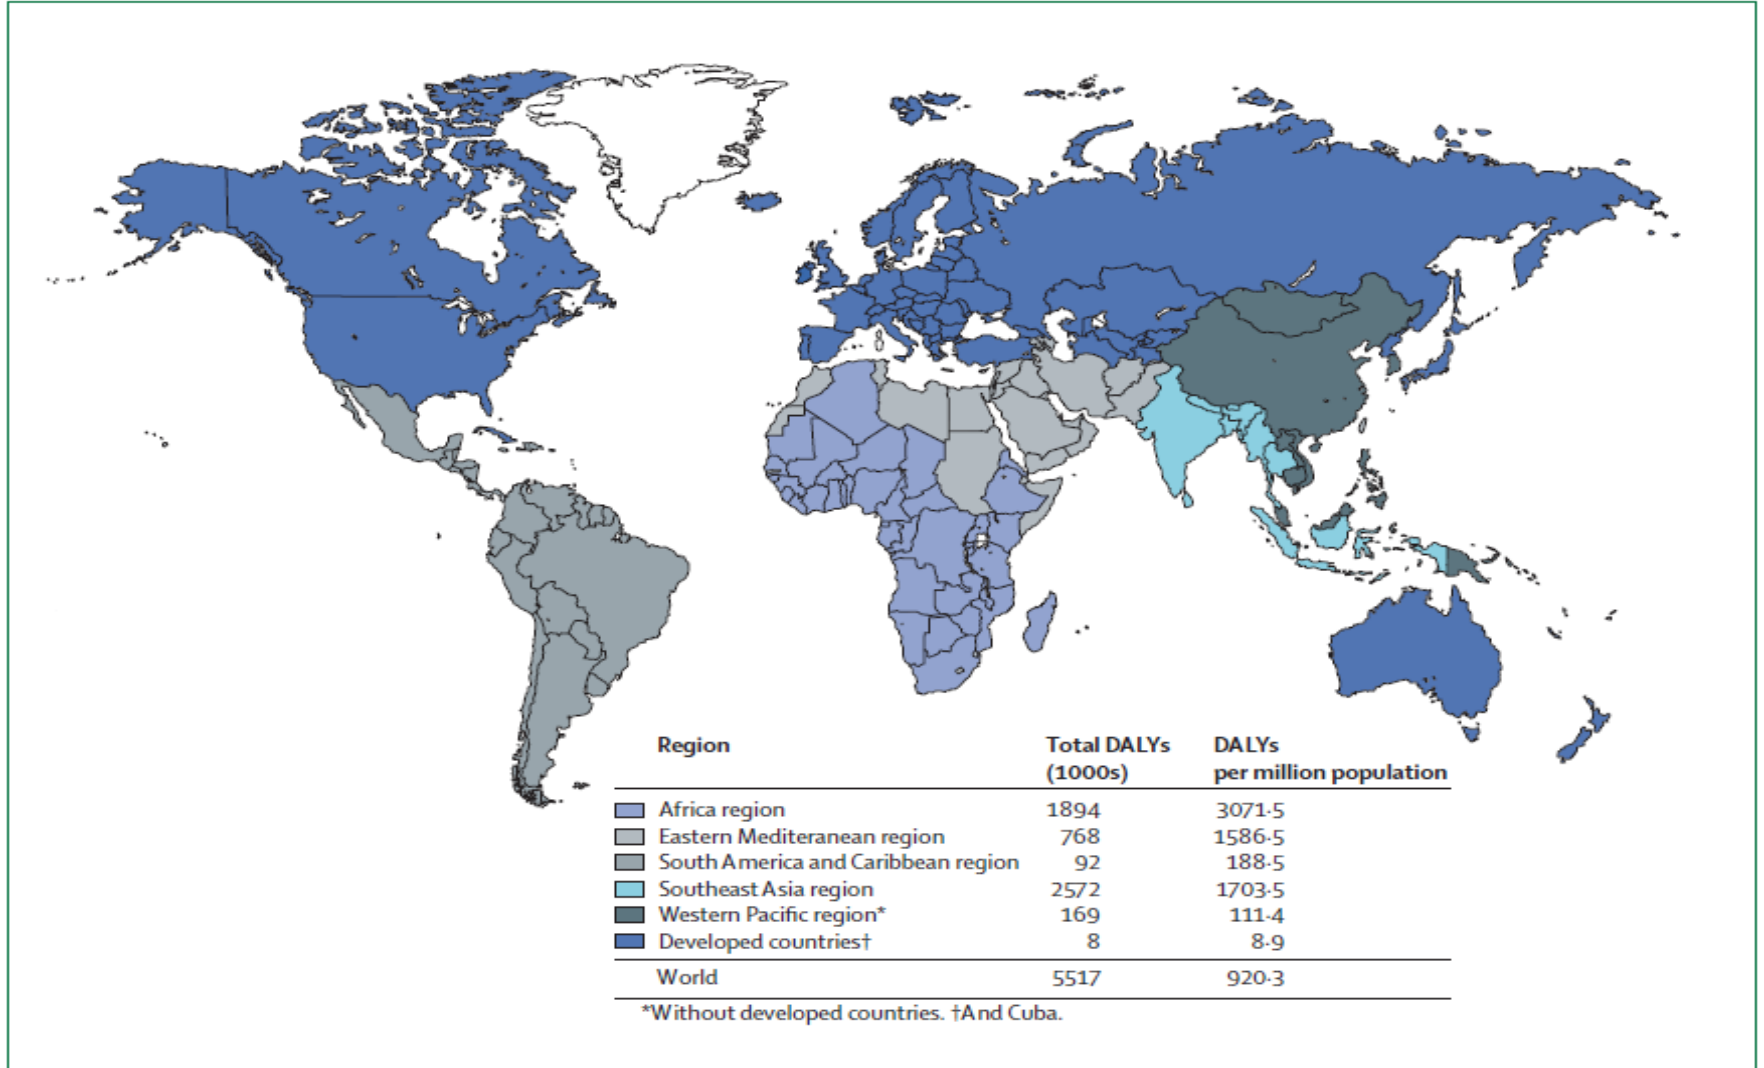 Region Total DALYs DALYs
(1000s) per million population
Africa region 1894 3071·5
Eastern Mediteranean region 768 1586·5
South America and Caribbean region 92 188·5
Southeast Asia region 2572 1703·5
Western Pacific region* 169 111·4
Developed countries† 8 8·9
World 5517 920·3
*Without developed countries. †And Cuba.